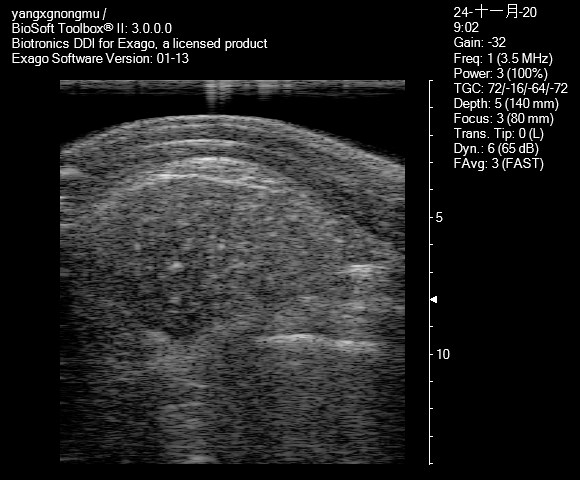 yangxgnongmu /
BioSoft Toolbox® II: 3.0.0.0
Biotronics DDI for Exago, a licensed product
Exago Software Version: 01-13
24-十一月-20
9:02
Gain: -32
Freq: 1 (3.5 MHz)
Power: 3 (100%)
TGC: 72/-16/-64/-72
Depth: 5 (140 mm)
Focus: 3 (80 mm)
Trans. Tip: 0 (L)
Dyn.: 6 (65 dB)
FAvg: 3 (FAST)
5
10